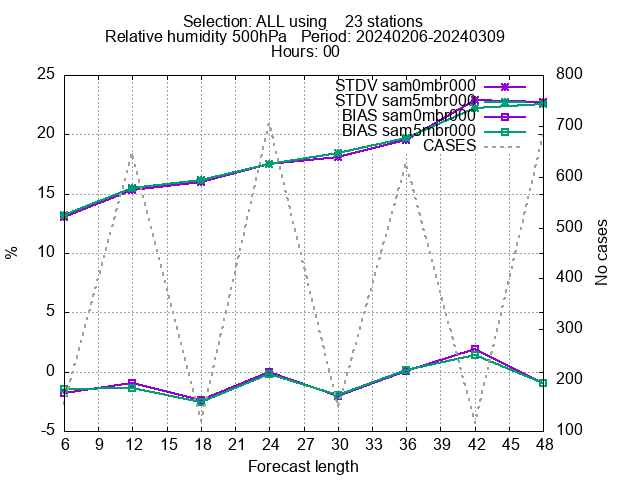 Selection: ALL using    23 stations
Relative humidity 500hPa   Period: 20240206-20240309
Hours: 00
STDV sam0mbr000
STDV sam5mbr000
BIAS sam0mbr000
BIAS sam5mbr000
CASES
25
20
15
10
5
0
-5
%
800
700
600
500
400
300
200
100
No cases
6 9 12 15 18 21 24 27 30 33 36 39 42 45 48
Forecast length